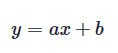 y = ax + b